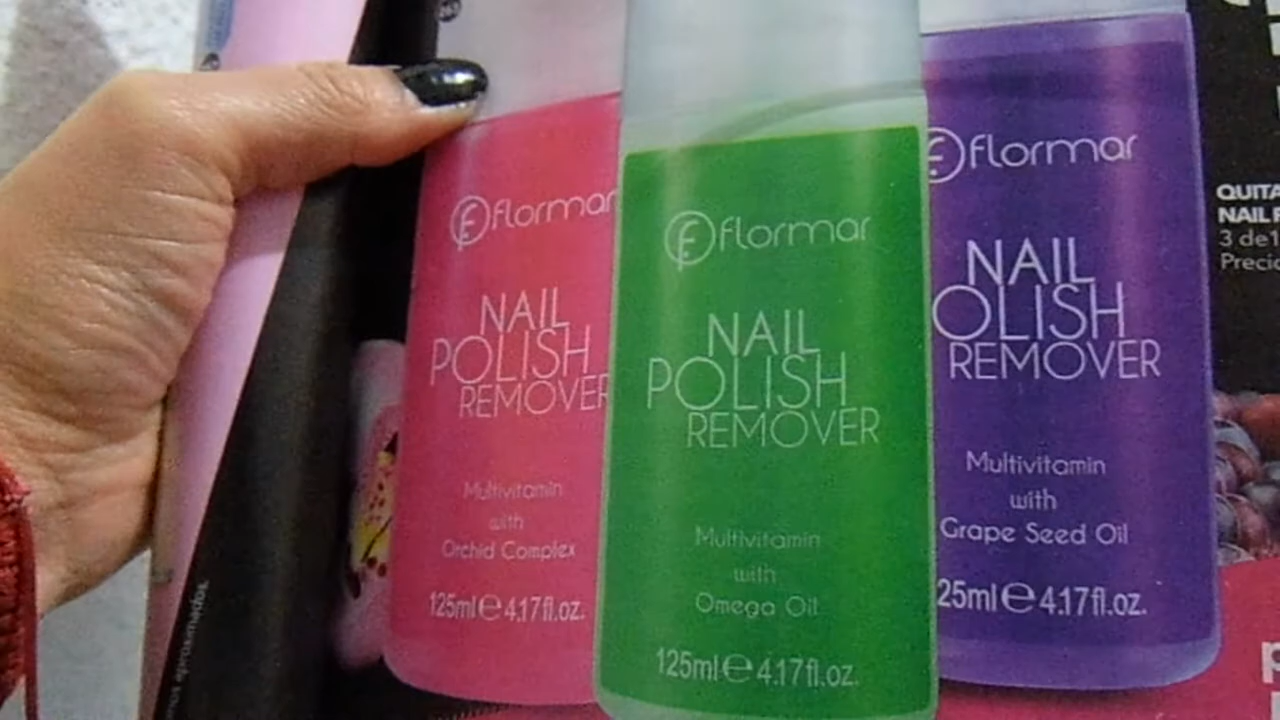 flormar
NAIL
POLISH
REMOVER
Multivitamin
with
Orchid Complex
125ml e 4.17fl.oz.
flormar
NAIL
POLISH
REMOVER
Multivitamin
with
Omega Oil
125ml e 4.17fl.oz.
flormar
NAIL
OLISH
REMOVER
Multivitamin
with
Grape Seed Oil
25ml e 4.17fl.oz.
QUITA
NAIL
3 de1
Preci